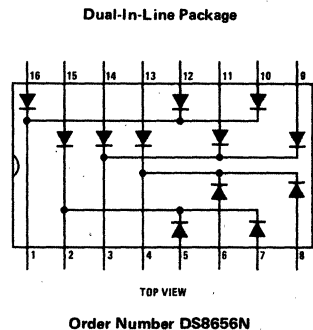 Dual-In-Line Package
16 15 14 13 12 11 10 9
1 2 3 4 5 6 7 8
TOP VIEW
Order Number DS8656N